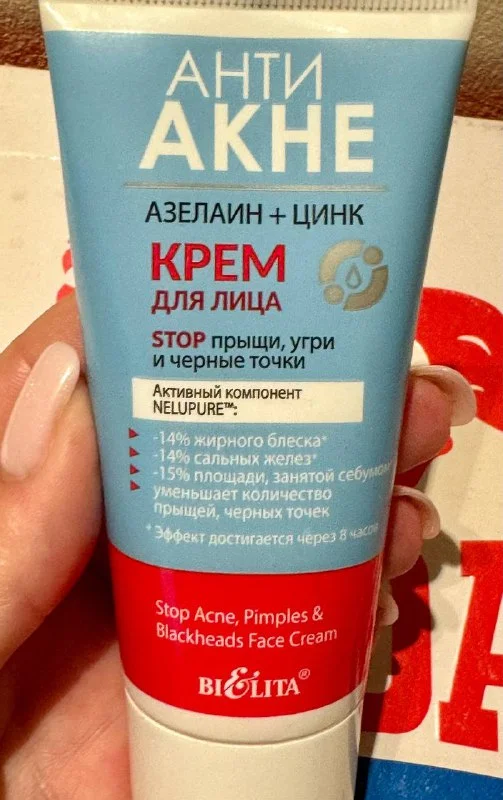 АНТИ
АКНЕ
АЗЕЛАИН + ЦИНК
КРЕМ
ДЛЯ ЛИЦА
STOP прыщи, угри
и черные точки
Активный компонент
NELUPURE™:
-14% жирного блеска*
-14% сальных желез*
-15% площади, занятой себумом
уменьшает количество
прыщей, черных точек
* Эффект достигается через 8 часов
Stop Acne, Pimples &
Blackheads Face Cream
BIELITA®